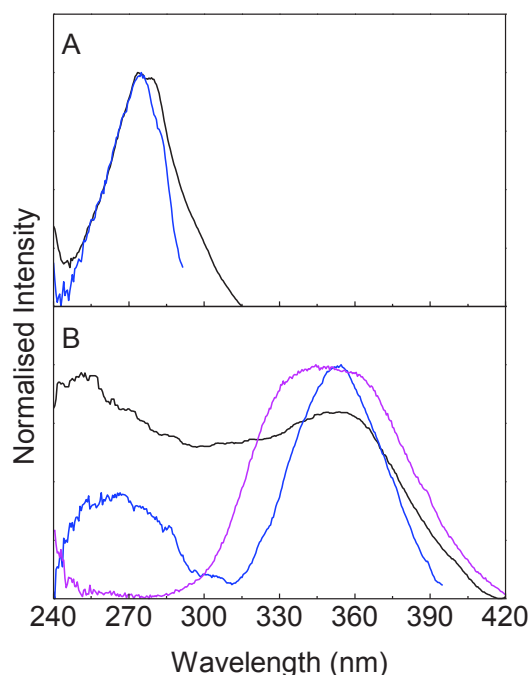 A
B
Normalised Intensity
240 270 300 330 360 390 420
Wavelength (nm)